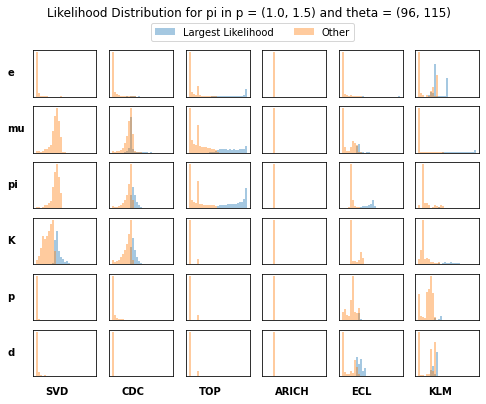 Likelihood Distribution for pi in p = (1.0, 1.5) and theta = (96, 115)
Largest Likelihood Other
e
mu
pi
K
p
d
SVD CDC TOP ARICH ECL KLM